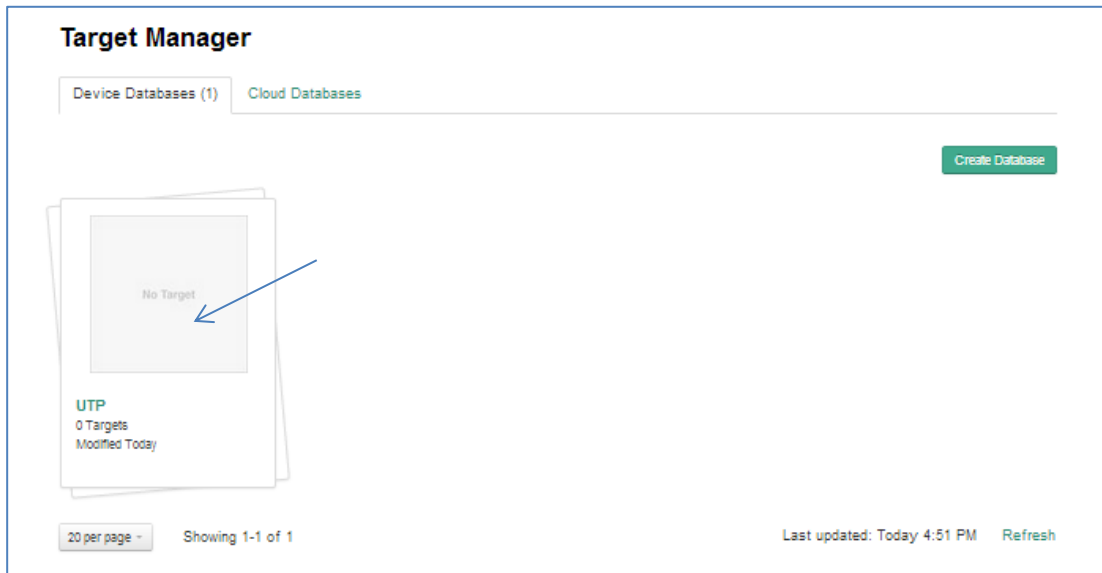 Target Manager
Device Databases (1) Cloud Databases
Create Database
No Target
UTP
0 Targets
Modified Today
20 per page Showing 1-1 of 1 Last updated: Today 4:51 PM Refresh